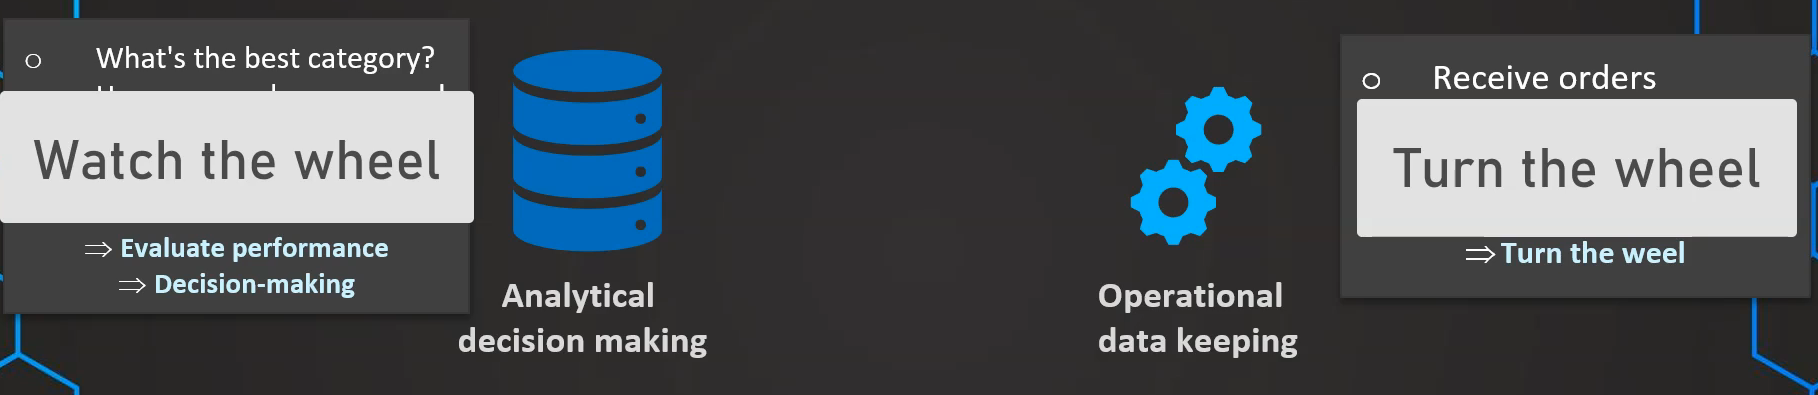 What's the best category?
Watch the wheel
⇒ Evaluate performance
⇒ Decision-making
Analytical
decision making
Operational
data keeping
o Receive orders
Turn the wheel
⇒ Turn the weel